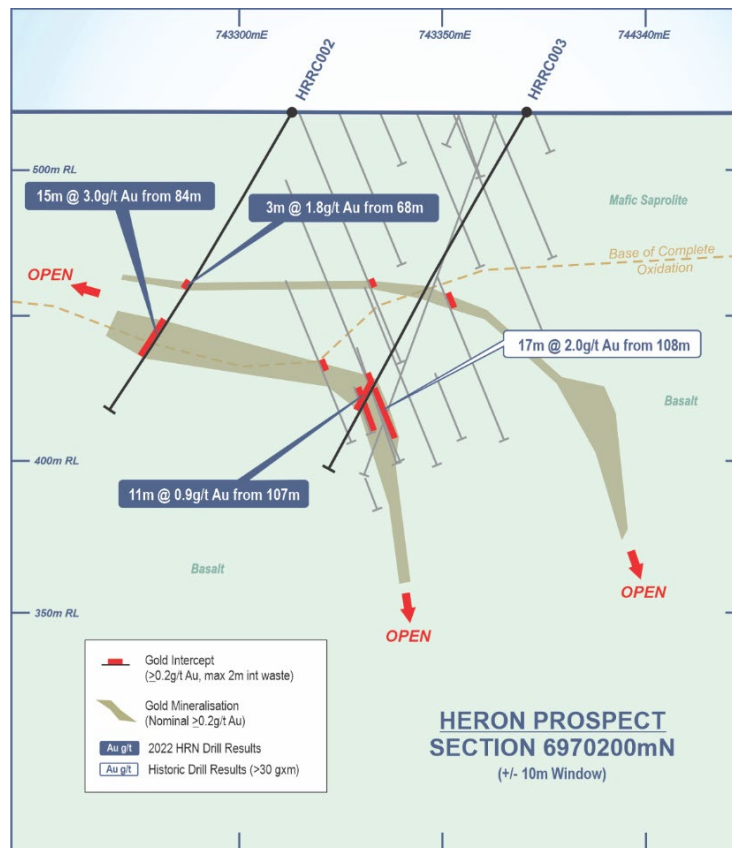 743300mE
743350mE
744340mE
HRRC002
HRRC003
500m RL
15m @ 3.0g/t Au from 84m
3m @ 1.8g/t Au from 68m
Mafic Saprolite
Base of Complete
Oxidation
OPEN
17m @ 2.0g/t Au from 108m
Basalt
400m RL
11m @ 0.9g/t Au from 107m
Basalt
OPEN
350m RL
OPEN
Gold Intercept
(≥0.2g/t Au, max 2m int waste)
Gold Mineralisation
(Nominal ≥0.2g/t Au)
Au g/t 2022 HRN Drill Results
Au g/t Historic Drill Results (>30 gxm)
HERON PROSPECT
SECTION 6970200mN
(+/- 10m Window)